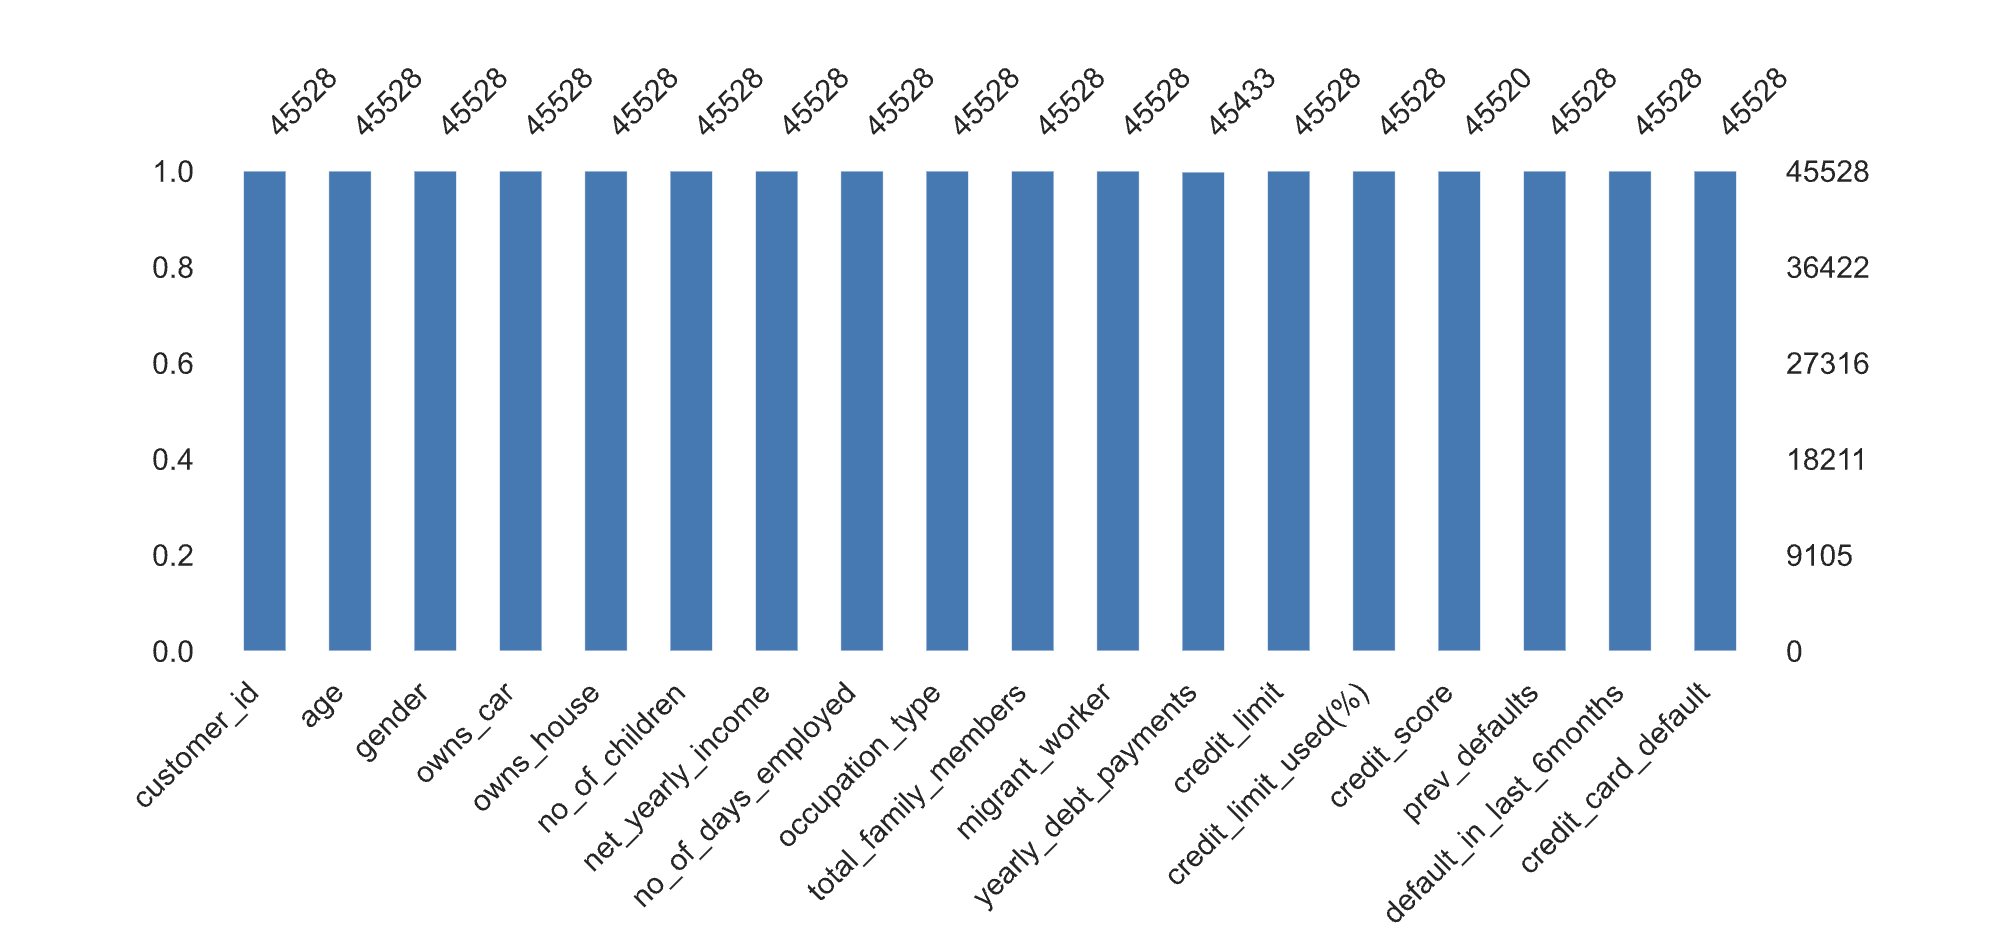 45528 45528 45528 45528 45528 45528 45528 45528 45528 45528 45528 45433 45528 45528 45520 45528 45528 45528
1.0 45528
0.8 36422
0.6 27316
0.4 18211
0.2 9105
0.0 0
customer_id
age
gender
owns_car
owns_house
no_of_children
net_yearly_income
no_of_days_employed
occupation_type
total_family_members
migrant_worker
yearly_debt_payments
credit_limit
credit_limit_used(%)
credit_score
prev_defaults
default_in_last_6months
credit_card_default